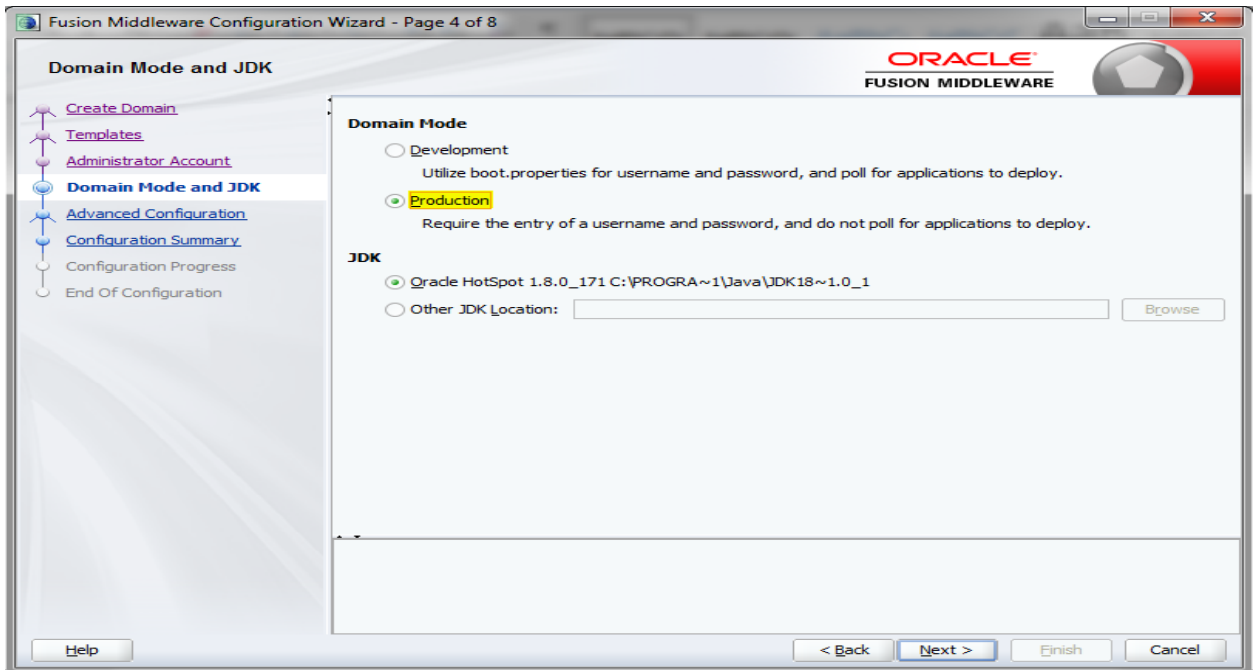 Fusion Middleware Configuration Wizard - Page 4 of 8
Domain Mode and JDK
ORACLE
FUSION MIDDLEWARE
Create Domain
Templates
Administrator Account
Domain Mode and JDK
Advanced Configuration
Configuration Summary
Configuration Progress
End Of Configuration
Domain Mode
Development
Utilize boot.properties for username and password, and poll for applications to deploy.
Production
Require the entry of a username and password, and do not poll for applications to deploy.
JDK
Oracle HotSpot 1.8.0_171 C:\PROGRA~1\Java\JDK18~1.0_1
Other JDK Location:
Browse
Help
< Back
Next >
Finish
Cancel